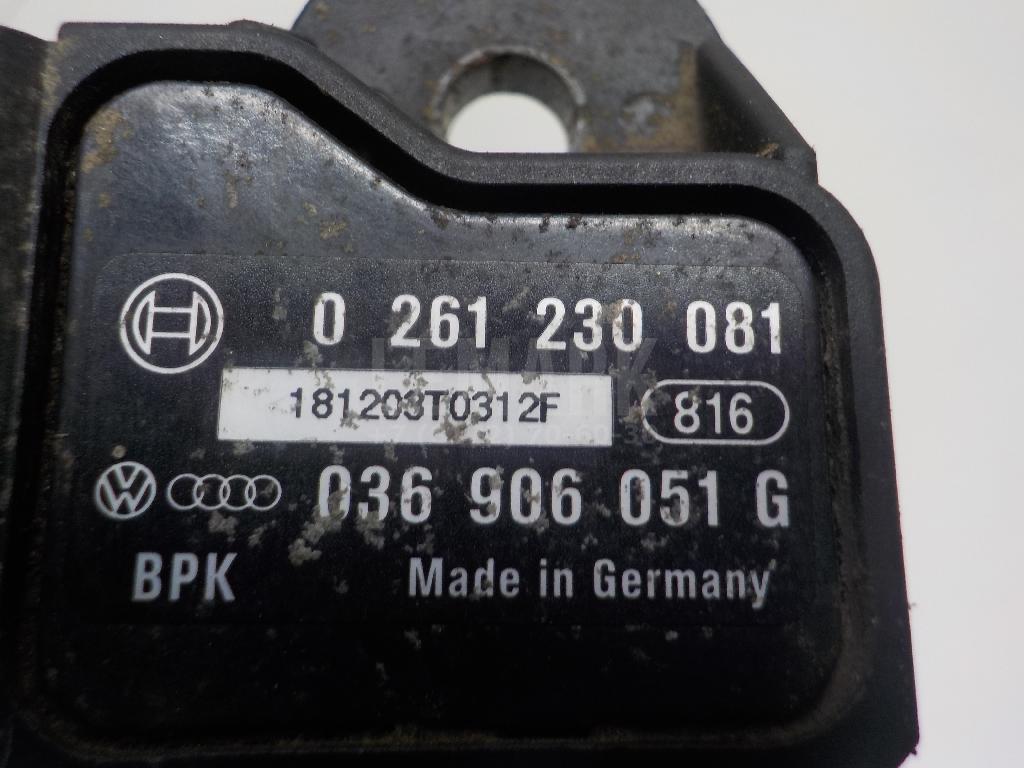 0 261 230 081
181203T0312F 816
036 906 051 G
BPK Made in Germany